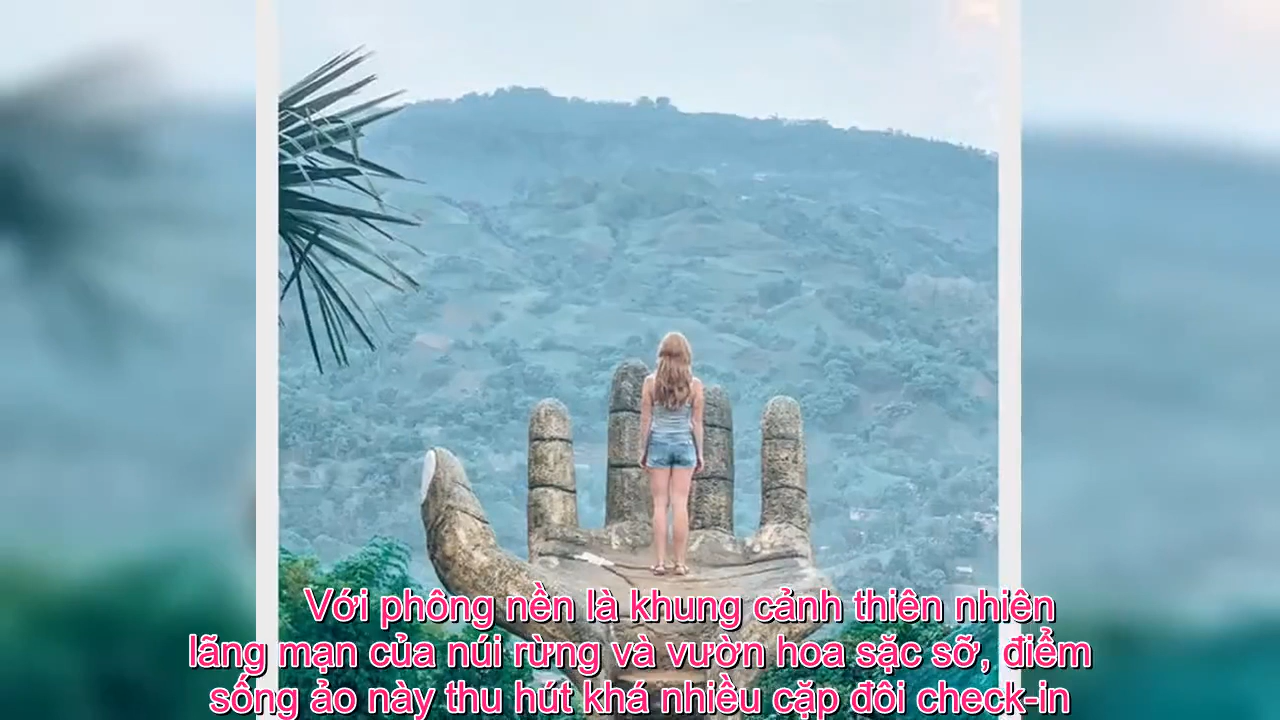 Với phông nền là khung cảnh thiên nhiên
lãng mạn của núi rừng và vườn hoa sặc sỡ, điểm
sống ảo này thu hút khá nhiều cặp đôi check-in